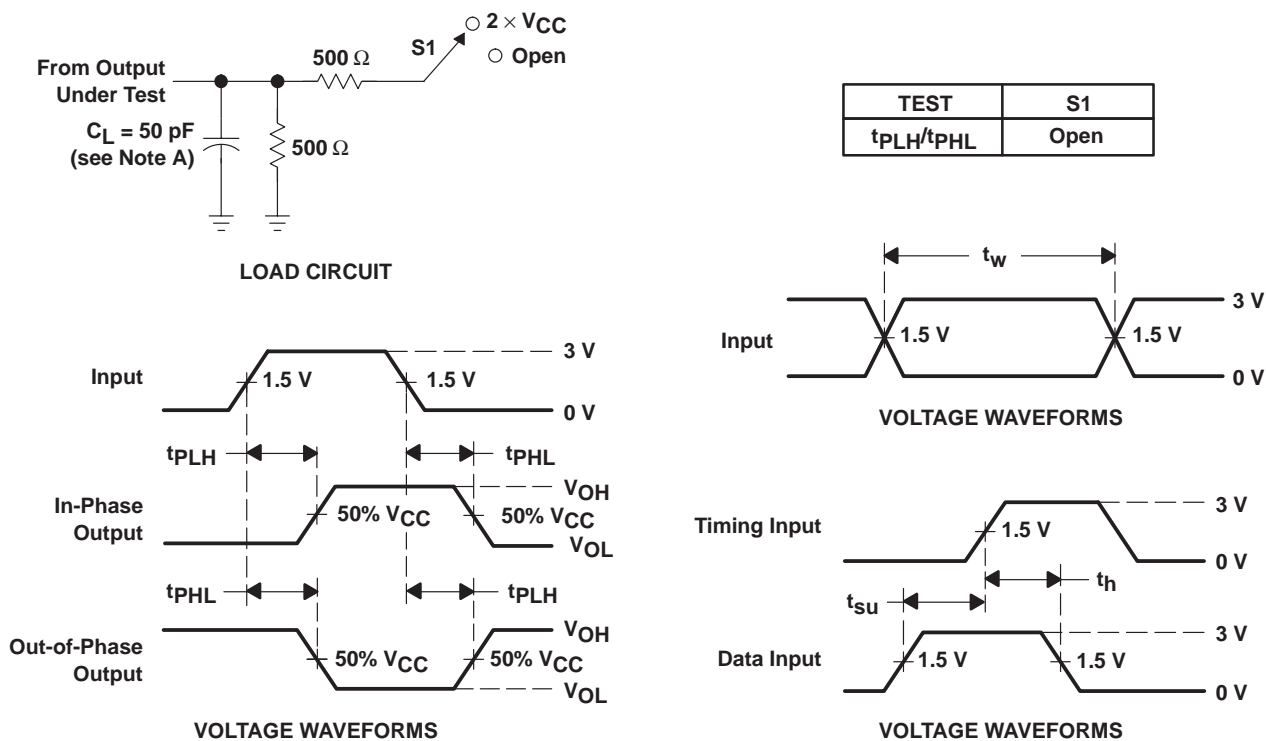 2 × VCC
S1
Open
500 Ω
From Output
Under Test
CL = 50 pF
(see Note A)
500 Ω
LOAD CIRCUIT
TEST S1
tPLH/tPHL Open
tw
3 V
Input
1.5 V 1.5 V
0 V
VOLTAGE WAVEFORMS
3 V
Input
1.5 V 1.5 V
0 V
tPLH tPHL
VOH
In-Phase
Output
50% VCC 50% VCC
VOL
tPHL tPLH
VOH
Out-of-Phase
Output
50% VCC 50% VCC
VOL
VOLTAGE WAVEFORMS
3 V
Timing Input
1.5 V
0 V
th
tsu
3 V
Data Input
1.5 V 1.5 V
0 V
VOLTAGE WAVEFORMS